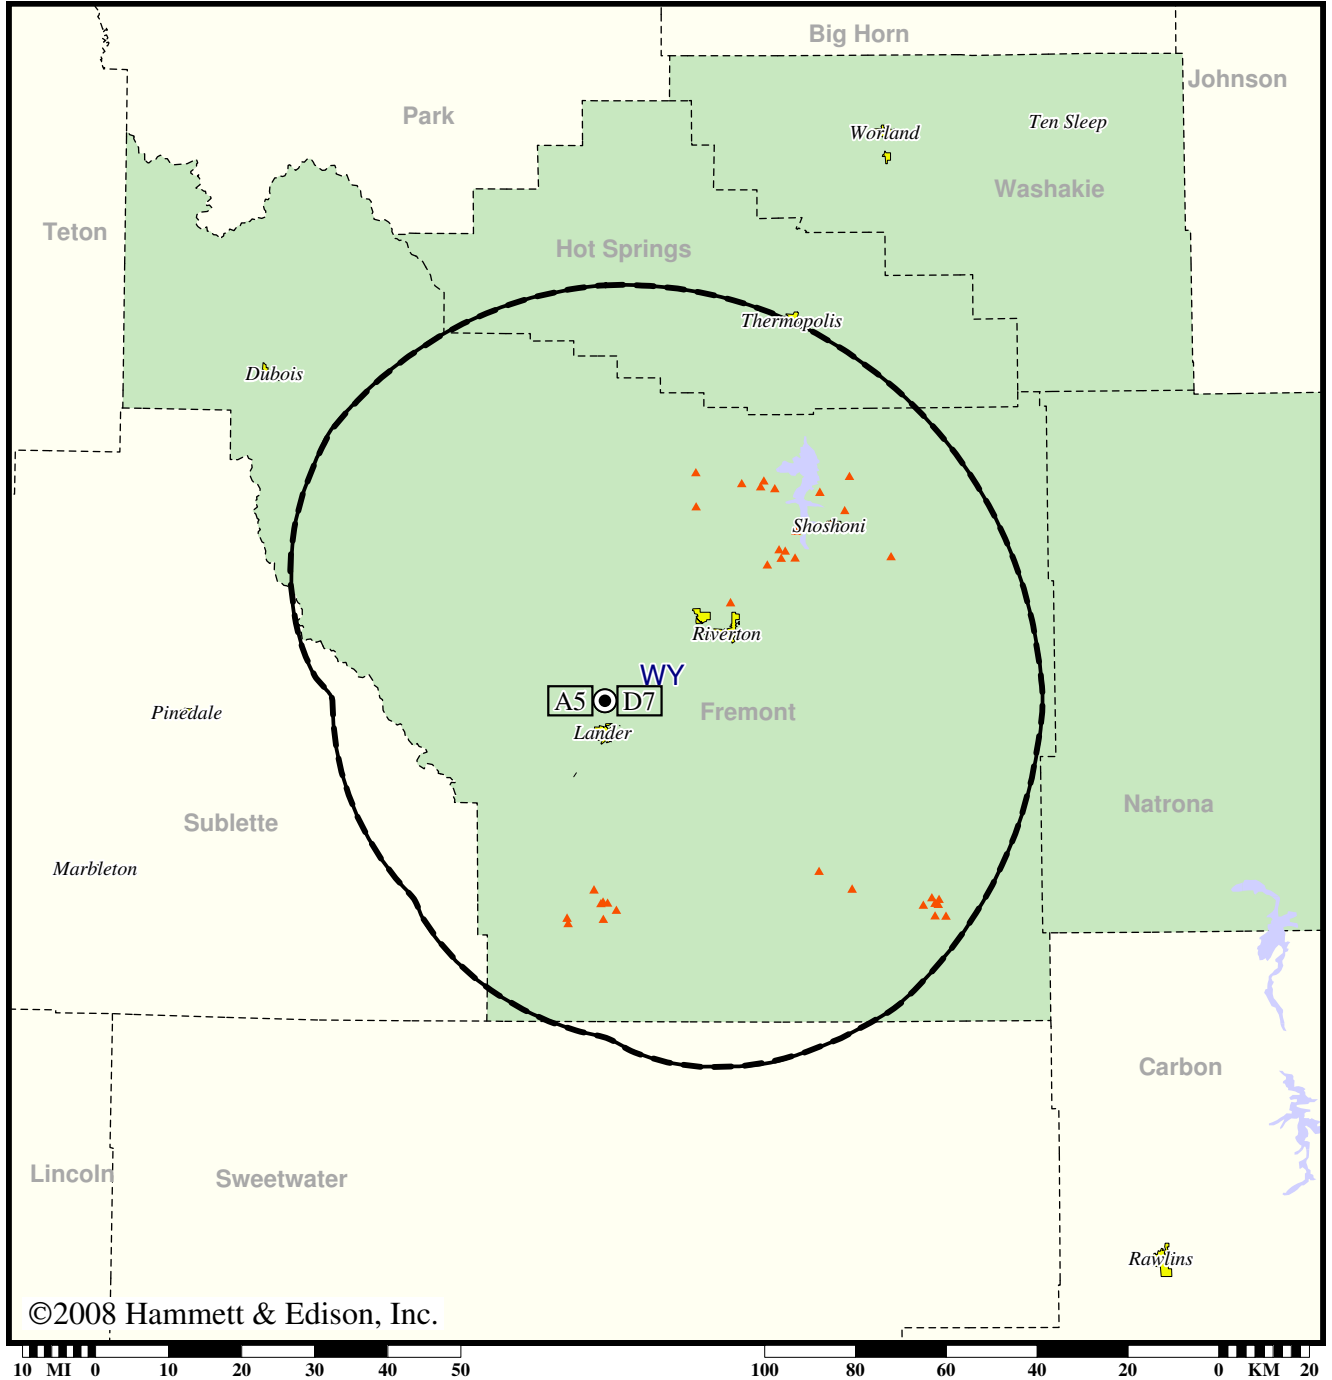 Big Horn
Johnson
Park
Ten Sleep
Worland
Washakie
Teton
Hot Springs
Thermopolis
Dubois
Shoshoni
Riverton
WY
A5 D7
Fremont
Pinedale
Lander
Natrona
Sublette
Marbleton
Carbon
Lincoln
Sweetwater
Rawlins
©2008 Hammett & Edison, Inc.
10 MI 0 10 20 30 40 50 100 80 60 40 20 0 KM 20